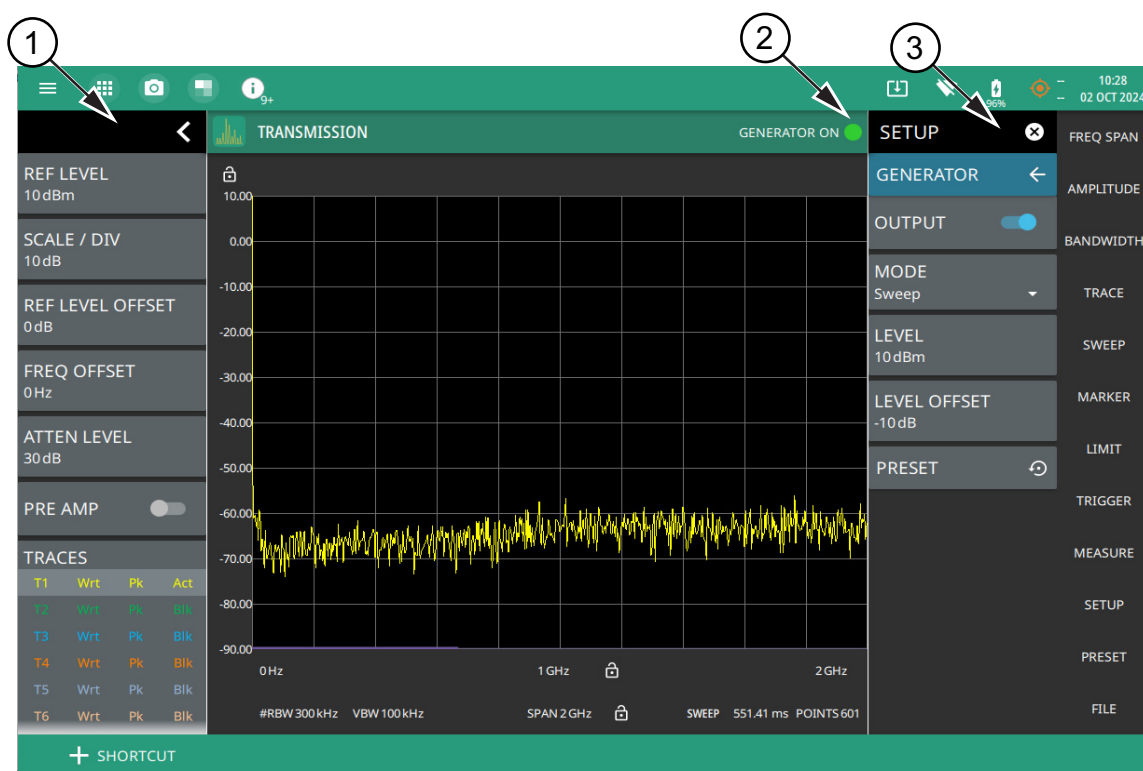 1
2
3
9+
96%
10:28
02 OCT 2024
TRANSMISSION
GENERATOR ON
SETUP
FREQ SPAN
REF LEVEL
10 dBm
SCALE / DIV
10 dB
REF LEVEL OFFSET
0 dB
FREQ OFFSET
0 Hz
ATTEN LEVEL
30 dB
PRE AMP
TRACES
T1 Wrt Pk Act
T2 Wrt Pk Blk
T3 Wrt Pk Blk
T4 Wrt Pk Blk
T5 Wrt Pk Blk
T6 Wrt Pk Blk
10.00
0.00
-10.00
-20.00
-30.00
-40.00
-50.00
-60.00
-70.00
-80.00
-90.00
0 Hz 1 GHz 2 GHz
#RBW 300 kHz VBW 100 kHz SPAN 2 GHz SWEEP 551.41 ms POINTS 601
GENERATOR
OUTPUT
MODE
Sweep
LEVEL
10 dBm
LEVEL OFFSET
-10 dB
PRESET
AMPLITUDE
BANDWIDTH
TRACE
SWEEP
MARKER
LIMIT
TRIGGER
MEASURE
SETUP
PRESET
FILE
+ SHORTCUT